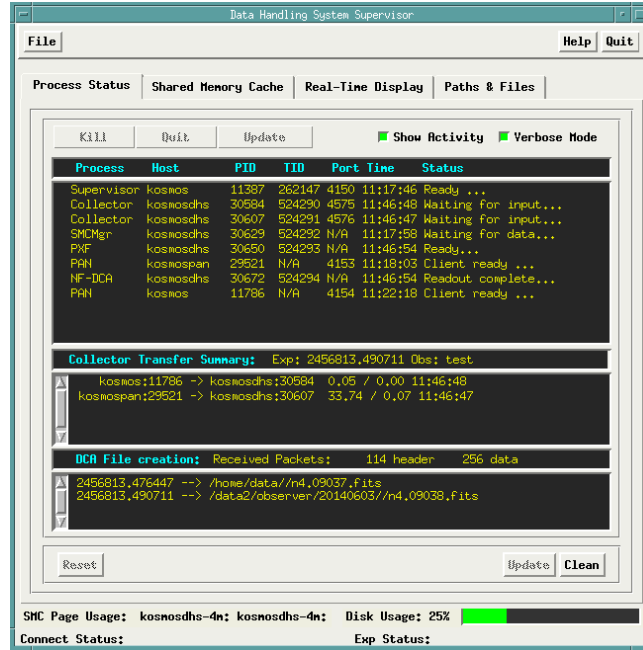 Data Handling System Supervisor
File Help Quit
Process Status Shared Memory Cache Real-Time Display Paths & Files
Kill Quit Update Show Activity Verbose Mode
Process Host PID TID Port Time Status
Supervisor kosmos 11387 262147 4150 11:17:46 Ready ...
Collector kosmosdhs 30584 524290 4575 11:46:48 Waiting for input...
Collector kosmosdhs 30607 524291 4576 11:46:47 Waiting for input...
SMCMgr kosmosdhs 30629 524292 N/A 11:17:58 Waiting for data...
PXF kosmosdhs 30650 524293 N/A 11:46:54 Ready...
PAN kosmospan 29521 N/A 4153 11:18:03 Client ready ...
NF-DCA kosmosdhs 30672 524294 N/A 11:46:54 Readout complete...
PAN kosmos 11786 N/A 4154 11:22:18 Client ready ...
Collector Transfer Summary: Exp: 2456813.490711 Obs: test
kosmos:11786 -> kosmosdhs:30584 0.05 / 0.00 11:46:48
kosmospan:29521 -> kosmosdhs:30607 33.74 / 0.07 11:46:47
DCA File creation: Received Packets: 114 header 256 data
2456813.476447 --> /home/data//n4.09037.fits
2456813.490711 --> /data2/observer/20140603//n4.09038.fits
Reset Update Clean
SMC Page Usage: kosmosdhs-4m: kosmosdhs-4m: Disk Usage: 25%
Connect Status: Exp Status: